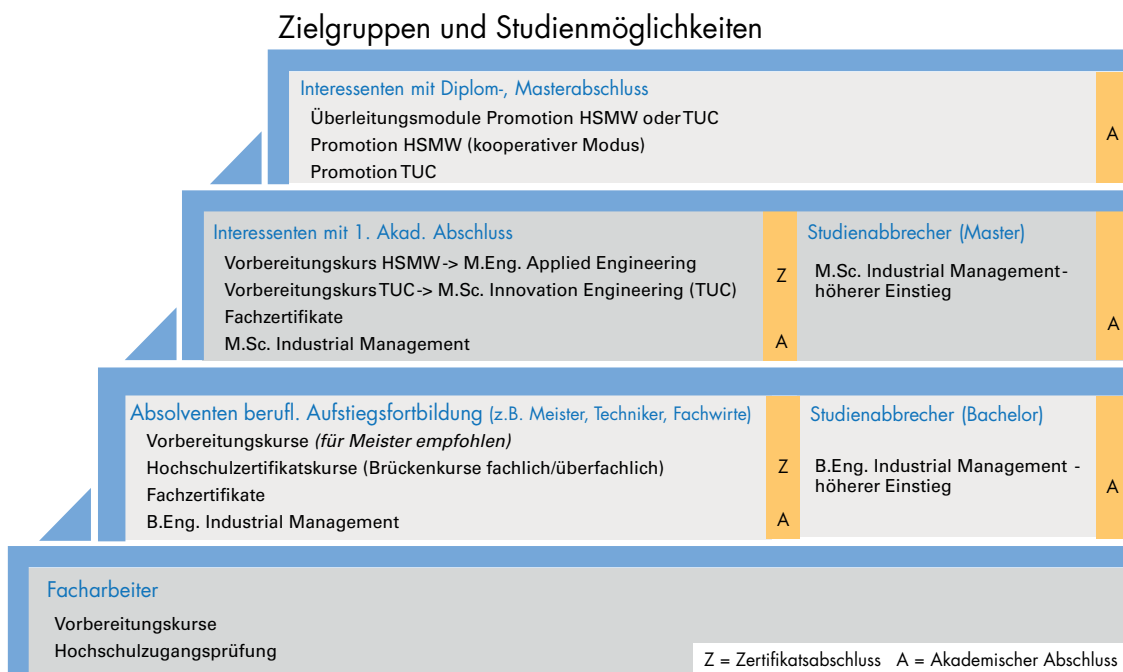 Zielgruppen und Studienmöglichkeiten
Interessenten mit Diplom-, Masterabschluss
Überleitungsmodule Promotion HSMW oder TUC
Promotion HSMW (kooperativer Modus)
Promotion TUC
A
Interessenten mit 1. Akad. Abschluss
Vorbereitungskurs HSMW-> M.Eng. Applied Engineering
Vorbereitungskurs TUC-> M.Sc. Innovation Engineering (TUC)
Fachzertifikate
M.Sc. Industrial Management
Z
A
Studienabbrecher (Master)
M.Sc. Industrial Management-
höherer Einstieg
A
Absolventen berufl. Aufstiegsfortbildung (z.B. Meister, Techniker, Fachwirte)
Vorbereitungskurse (für Meister empfohlen)
Hochschulzertifikatskurse (Brückenkurse fachlich/überfachlich)
Fachzertifikate
B.Eng. Industrial Management
Z
A
Studienabbrecher (Bachelor)
B.Eng. Industrial Management -
höherer Einstieg
A
Facharbeiter
Vorbereitungskurse
Hochschulzugangsprüfung
Z = Zertifikatsabschluss A = Akademischer Abschluss